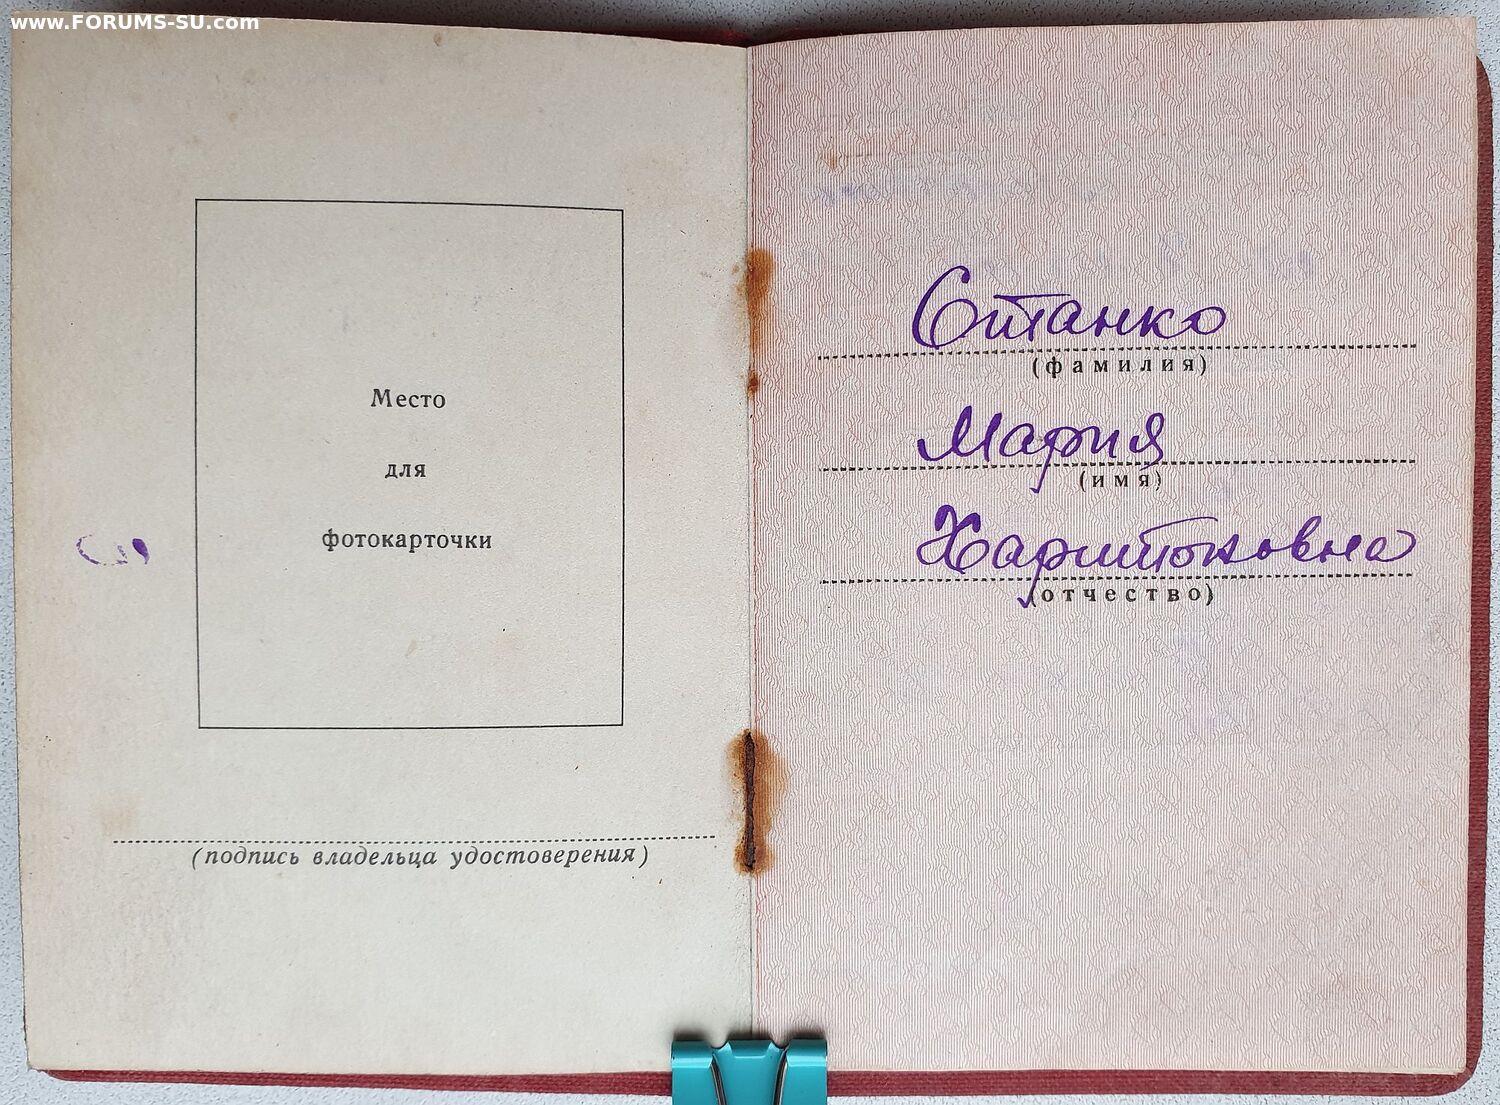 www.FORUMS-SU.com
Место
для
фотокарточки
(подпись владельца удостоверения)
Станко
(фамилия)
Мария
(имя)
Харитоновна
(отчество)